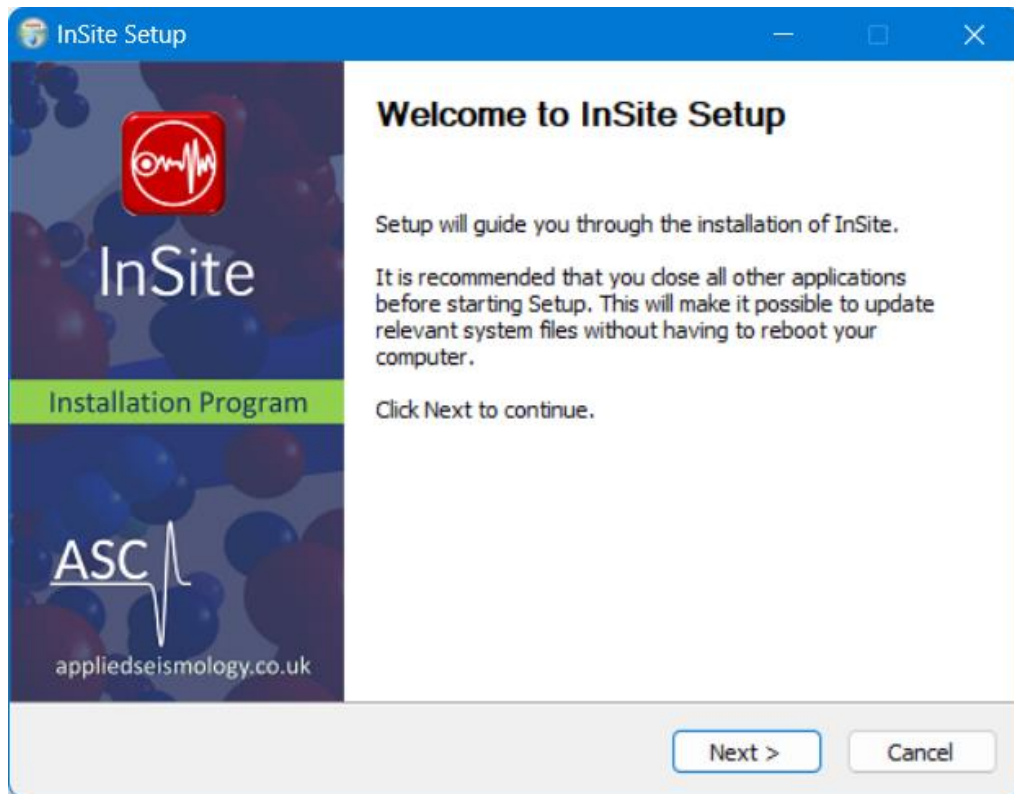 InSite Setup
InSite
Installation Program
ASC
appliedseismology.co.uk
Welcome to InSite Setup
Setup will guide you through the installation of InSite.
It is recommended that you close all other applications
before starting Setup. This will make it possible to update
relevant system files without having to reboot your
computer.
Click Next to continue.
Next >
Cancel